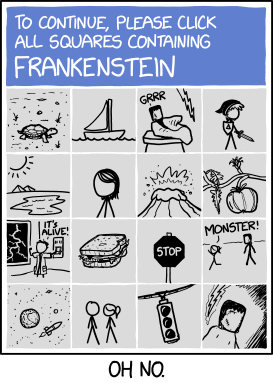 TO CONTINUE, PLEASE CLICK
ALL SQUARES CONTAINING
FRANKENSTEIN
GRRR
IT'S
ALIVE!
STOP
MONSTER!
OH NO.